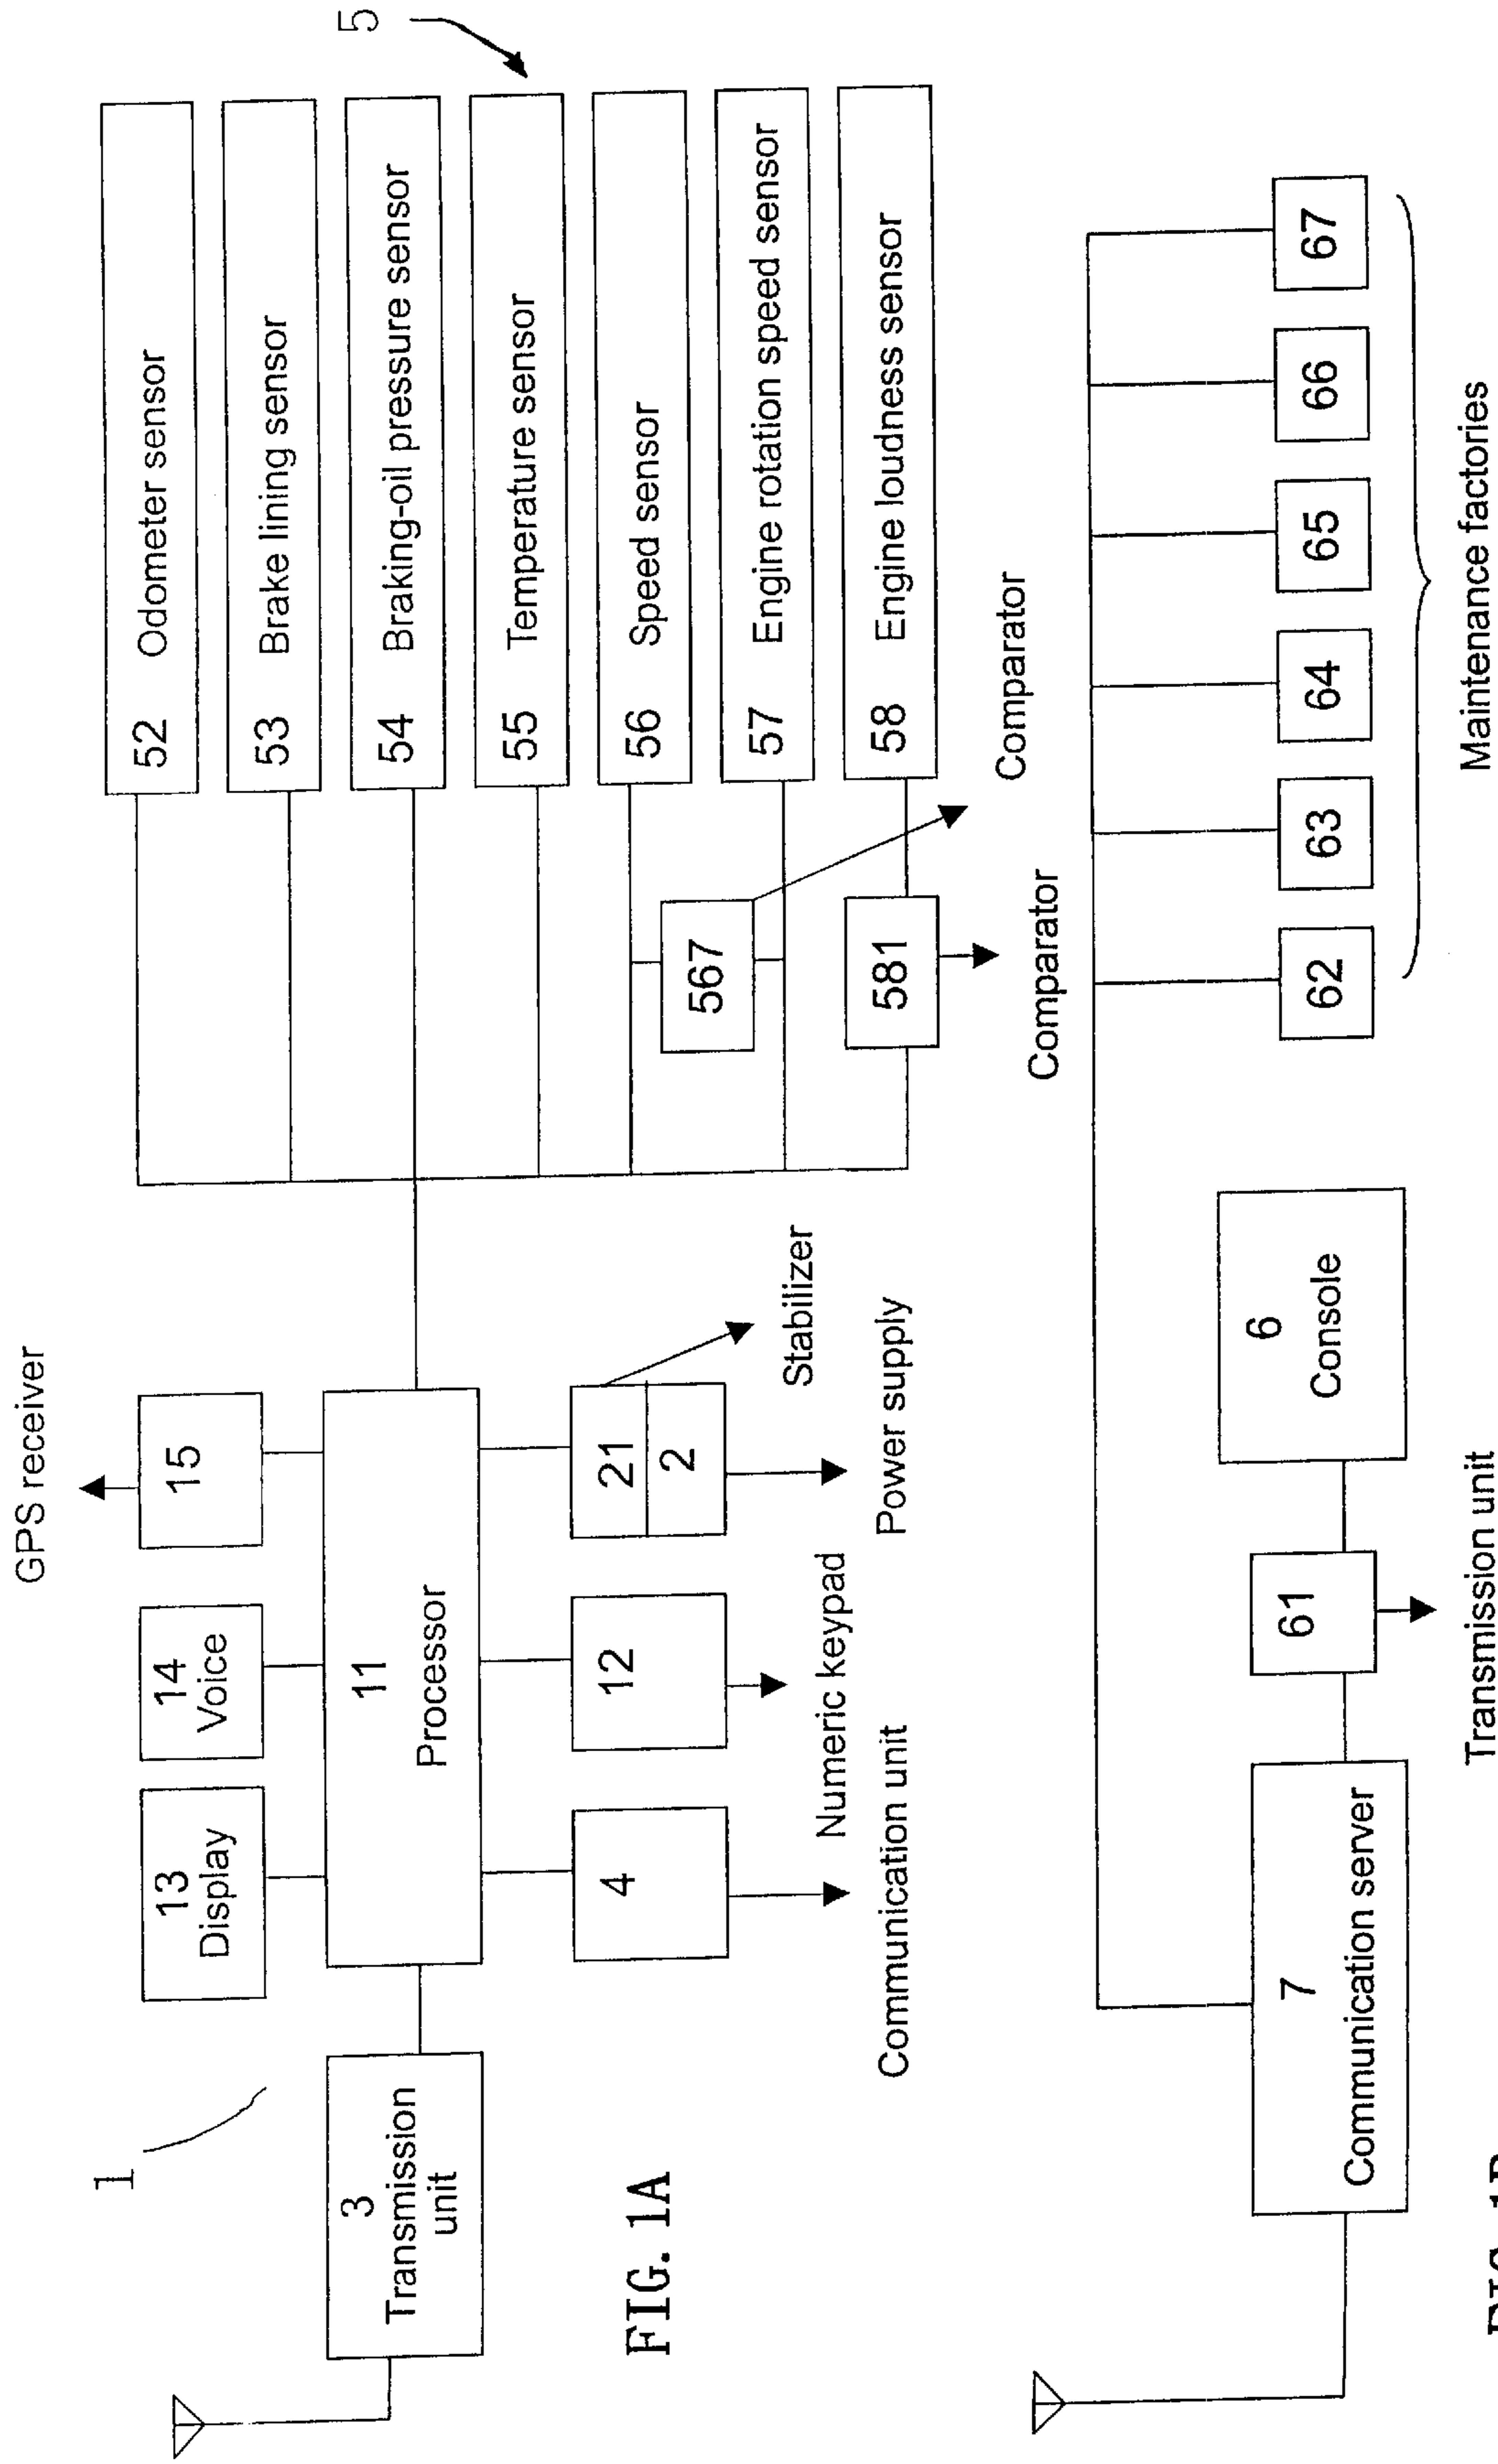 1
GPS receiver
13
Display
14
Voice
15
5
3
Transmission
unit
11
Processor
4
12
21
2
Communication unit
Numeric keypad
Power supply
Stabilizer
52 Odometer sensor
53 Brake lining sensor
54 Braking-oil pressure sensor
55 Temperature sensor
56 Speed sensor
57 Engine rotation speed sensor
58 Engine loudness sensor
567
581
Comparator
Comparator
FIG. 1A
7
Communication server
61
Transmission unit
6
Console
62
63
64
65
66
67
Maintenance factories